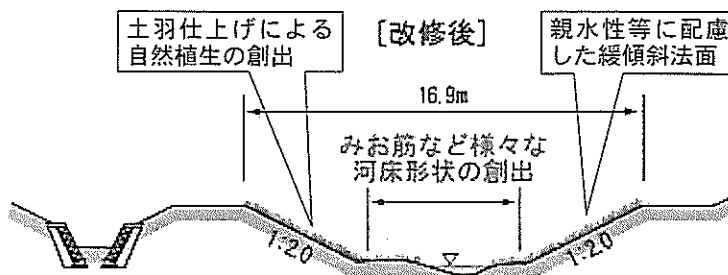 土羽仕上げによる
自然植生の創出
[改修後]
親水性等に配慮
した緩傾斜法面
16.9m
みお筋など様々な
河床形状の創出
1:2.0
1:2.0